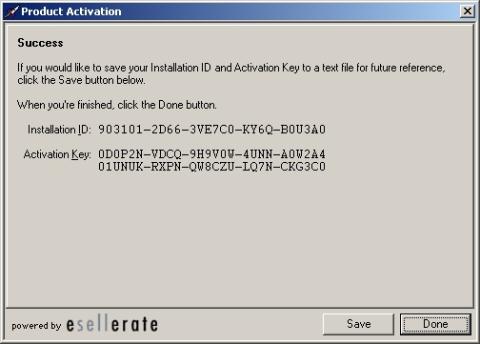 Product Activation
Success
If you would like to save your Installation ID and Activation Key to a text file for future reference,
click the Save button below.
When you're finished, click the Done button.
Installation ID: 903101-2D66-3VE7C0-KY6Q-B0U3A0
Activation Key: 0D0P2N-VDCQ-9H9V0W-4UNN-A0W2A4
01UNUK-RXPN-QW8CZU-LQ7N-CKG3C0
powered by esellerate
Save
Done